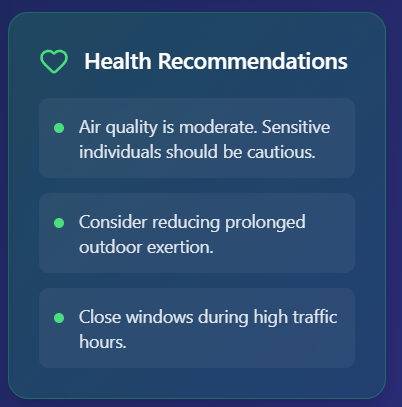 Health Recommendations
Air quality is moderate. Sensitive
individuals should be cautious.
Consider reducing prolonged
outdoor exertion.
Close windows during high traffic
hours.